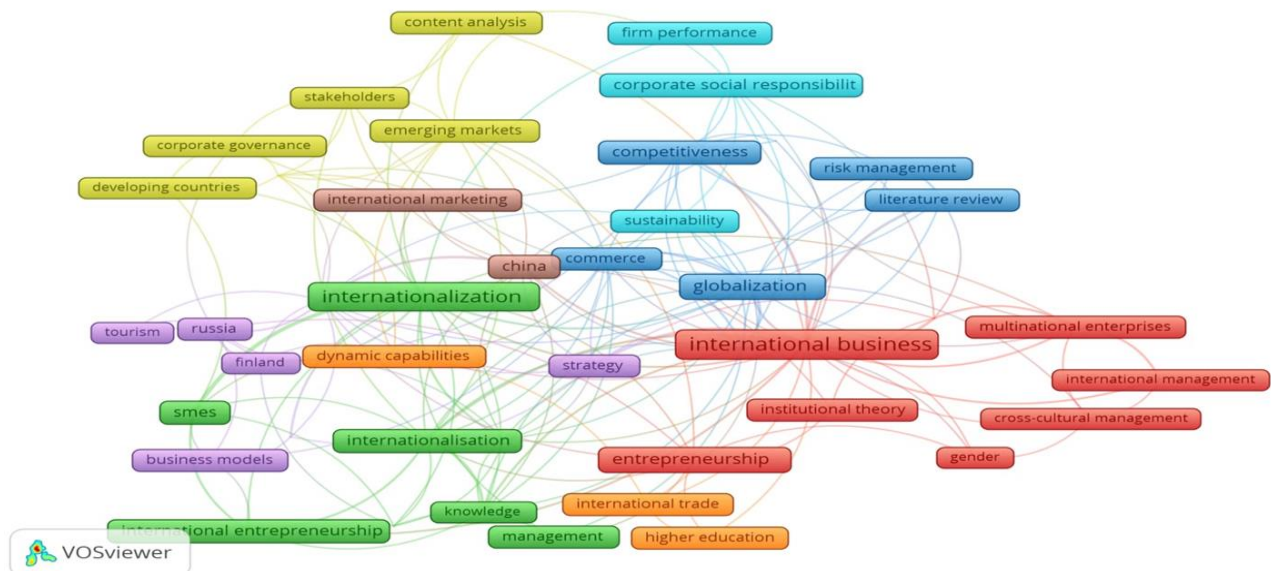 content analysis
firm performance
corporate social responsibilit
stakeholders
emerging markets
corporate governance
competitiveness
risk management
developing countries
international marketing
literature review
sustainability
commerce
china
globalization
internationalization
tourism
russia
multinational enterprises
international business
finland
dynamic capabilities
strategy
international management
smes
institutional theory
cross-cultural management
internationalisation
business models
entrepreneurship
gender
international trade
knowledge
international entrepreneurship
management
higher education
VOSviewer